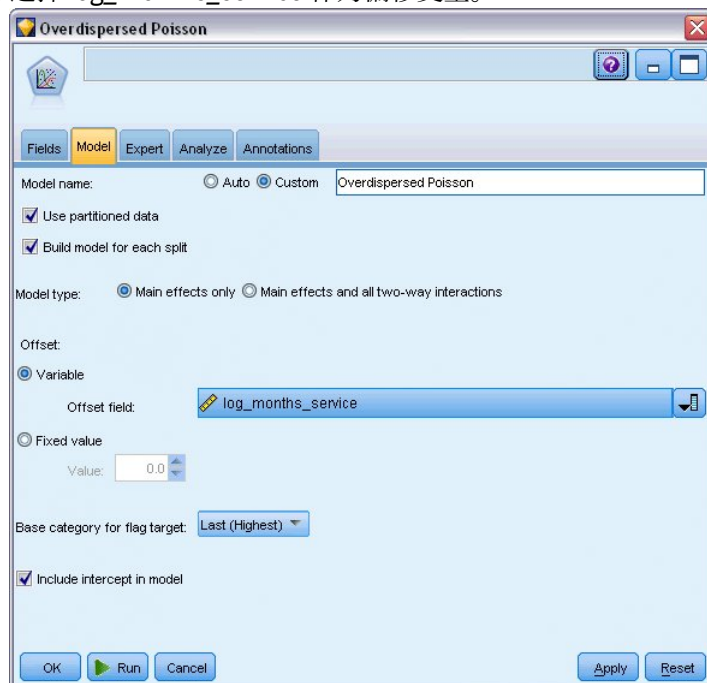 Overdispersed Poisson
Fields Model Expert Analyze Annotations
Model name: Auto Custom Overdispersed Poisson
Use partitioned data
Build model for each split
Model type: Main effects only Main effects and all two-way interactions
Offset:
Variable
Offset field: log_months_service
Fixed value
Value: 0.0
Base category for flag target: Last (Highest)
Include intercept in model
OK Run Cancel Apply Reset